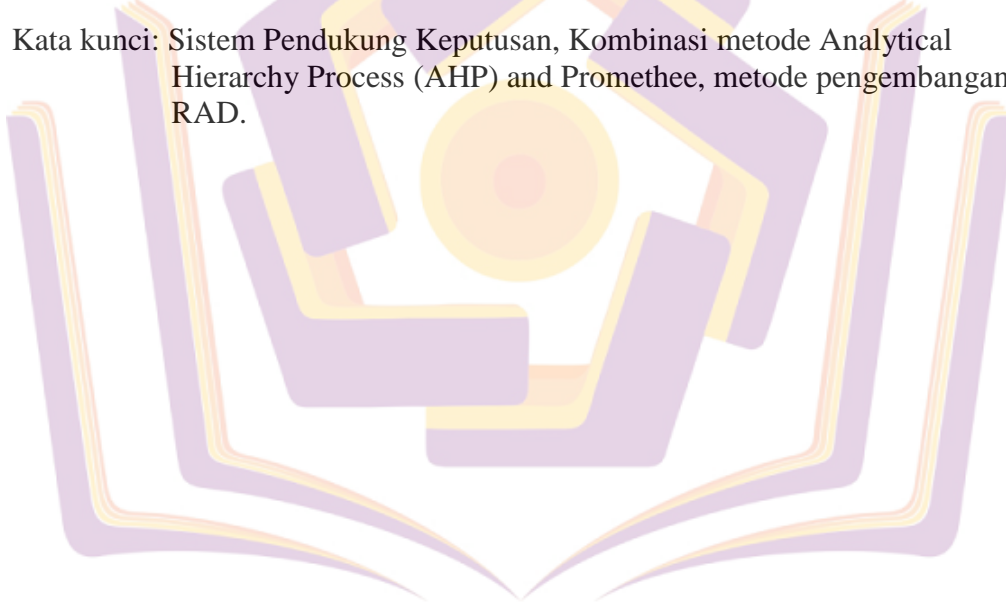 Kata kunci: Sistem Pendukung Keputusan, Kombinasi metode Analytical
Hierarchy Process (AHP) and Promethee, metode pengembangan
RAD.